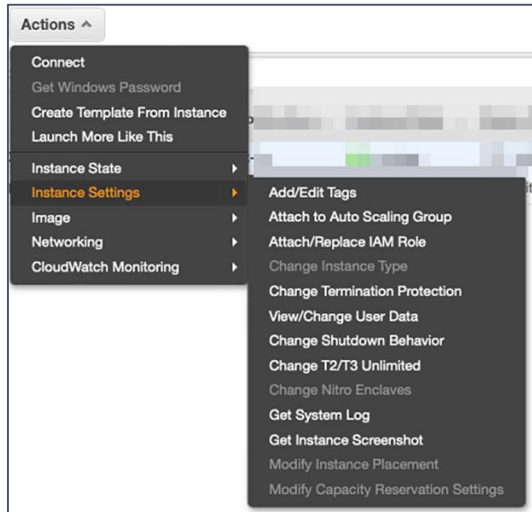 Actions
Connect
Get Windows Password
Create Template From Instance
Launch More Like This
Instance State
Instance Settings
Image
Networking
CloudWatch Monitoring
Add/Edit Tags
Attach to Auto Scaling Group
Attach/Replace IAM Role
Change Instance Type
Change Termination Protection
View/Change User Data
Change Shutdown Behavior
Change T2/T3 Unlimited
Change Nitro Enclaves
Get System Log
Get Instance Screenshot
Modify Instance Placement
Modify Capacity Reservation Settings